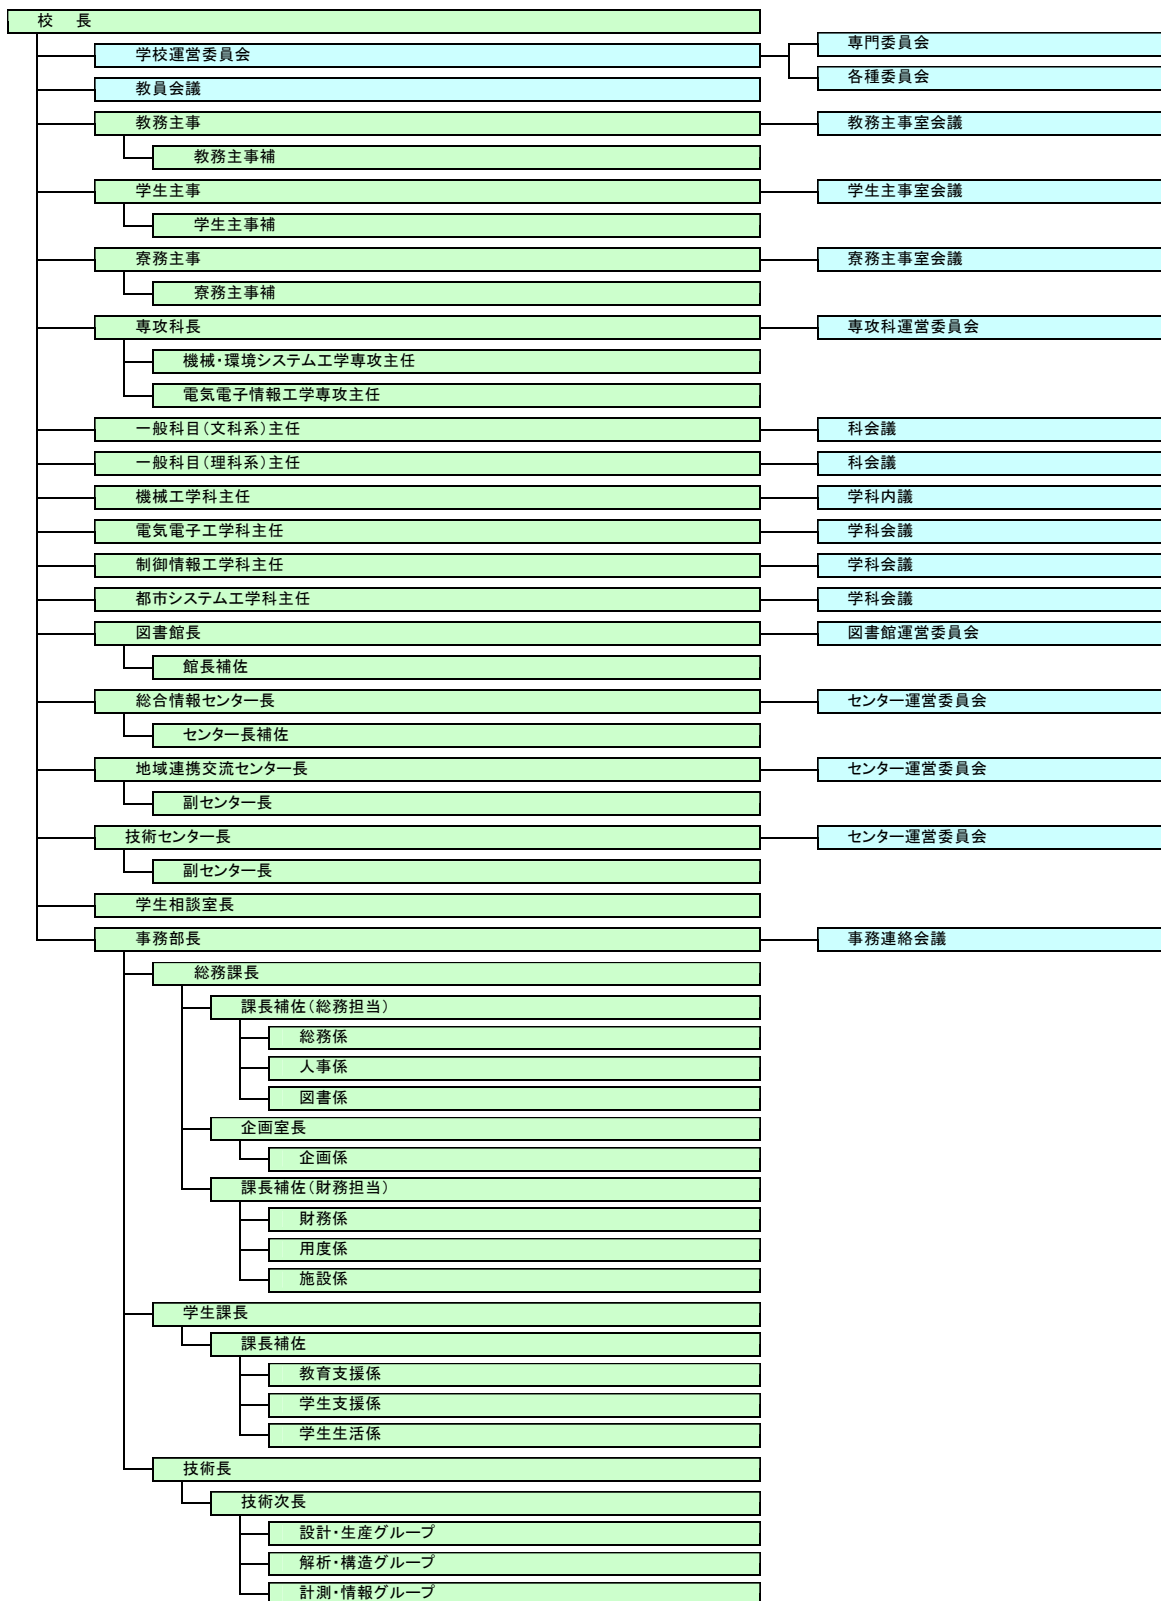 校　長
学校運営委員会
専門委員会
各種委員会
教員会議
教務主事
教務主事室会議
教務主事補
学生主事
学生主事室会議
学生主事補
寮務主事
寮務主事室会議
寮務主事補
専攻科長
専攻科運営委員会
機械・環境システム工学専攻主任
電気電子情報工学専攻主任
一般科目（文科系）主任
科会議
一般科目（理科系）主任
科会議
機械工学科主任
学科内議
電気電子工学科主任
学科会議
制御情報工学科主任
学科会議
都市システム工学科主任
学科会議
図書館長
図書館運営委員会
館長補佐
総合情報センター長
センター運営委員会
センター長補佐
地域連携交流センター長
センター運営委員会
副センター長
技術センター長
センター運営委員会
副センター長
学生相談室長
事務部長
事務連絡会議
総務課長
課長補佐（総務担当）
総務係
人事係
図書係
企画室長
企画係
課長補佐（財務担当）
財務係
用度係
施設係
学生課長
課長補佐
教育支援係
学生支援係
学生生活係
技術長
技術次長
設計・生産グループ
解析・構造グループ
計測・情報グループ